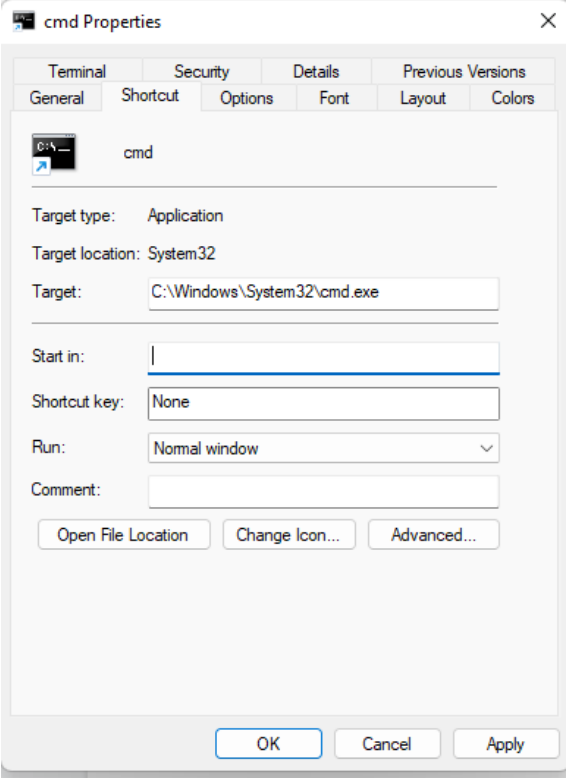 cmd Properties
Terminal Security Details Previous Versions
General Shortcut Options Font Layout Colors
C:\
cmd
Target type: Application
Target location: System32
Target: C:\Windows\System32\cmd.exe
Start in:
Shortcut key: None
Run: Normal window
Comment:
Open File Location Change Icon... Advanced...
OK Cancel Apply